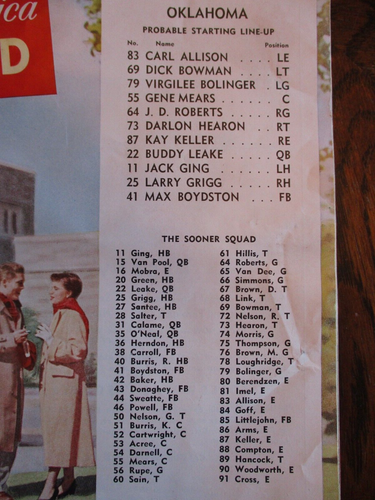 ica
D
OKLAHOMA
PROBABLE STARTING LINE-UP
No. Name Position
83 CARL ALLISON .... LE
69 DICK BOWMAN .... LT
79 VIRGILEE BOLINGER . LG
55 GENE MEARS .... C
64 J. D. ROBERTS ... RG
73 DARLON HEARON .. RT
87 KAY KELLER .... RE
22 BUDDY LEAKE .... QB
11 JACK GING .... LH
25 LARRY GRIGG ... RH
41 MAX BOYDSTON ... FB
THE SOONER SQUAD
11 Ging, HB
15 Van Pool, QB
16 Mobra, E
20 Green, HB
22 Leake, QB
25 Grigg, HB
27 Santee, HB
28 Salter, T
31 Calame, QB
35 O'Neal, QB
36 Herndon, HB
38 Carroll, FB
40 Burris, R. HB
41 Boydston, FB
42 Baker, HB
43 Donaghey, FB
44 Sweatte, FB
46 Powell, FB
50 Nelson, G. T
51 Burris, K. C
52 Cartwright, C
53 Acree, C
54 Darnell, C
55 Mears, C
56 Rupe, G
60 Sain, T
61 Hillis, T
64 Roberts, G
65 Van Dee, G
66 Simmons, G
67 Brown, D. T
68 Link, T
69 Bowman, T
72 Nelson, R. T
73 Hearon, T
74 Morris, G
75 Thompson, G
76 Brown, M. G
78 Loughridge, T
79 Bolinger, G
80 Berendzen, E
81 Imel, E
83 Allison, E
84 Goff, E
85 Littlejohn, FB
86 Arms, E
87 Keller, E
88 Compton, E
89 Hancock, T
90 Woodworth, E
91 Cross, E